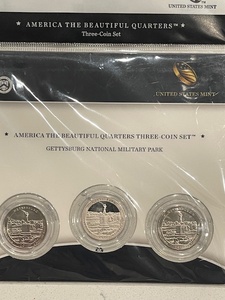 AMERICA THE BEAUTIFUL QUARTERS™
Three-Coin Set
UNITED STATES MINT
UNITED STATES MINT
AMERICA THE BEAUTIFUL QUARTERS THREE-COIN SET™
GETTYSBURG NATIONAL MILITARY PARK